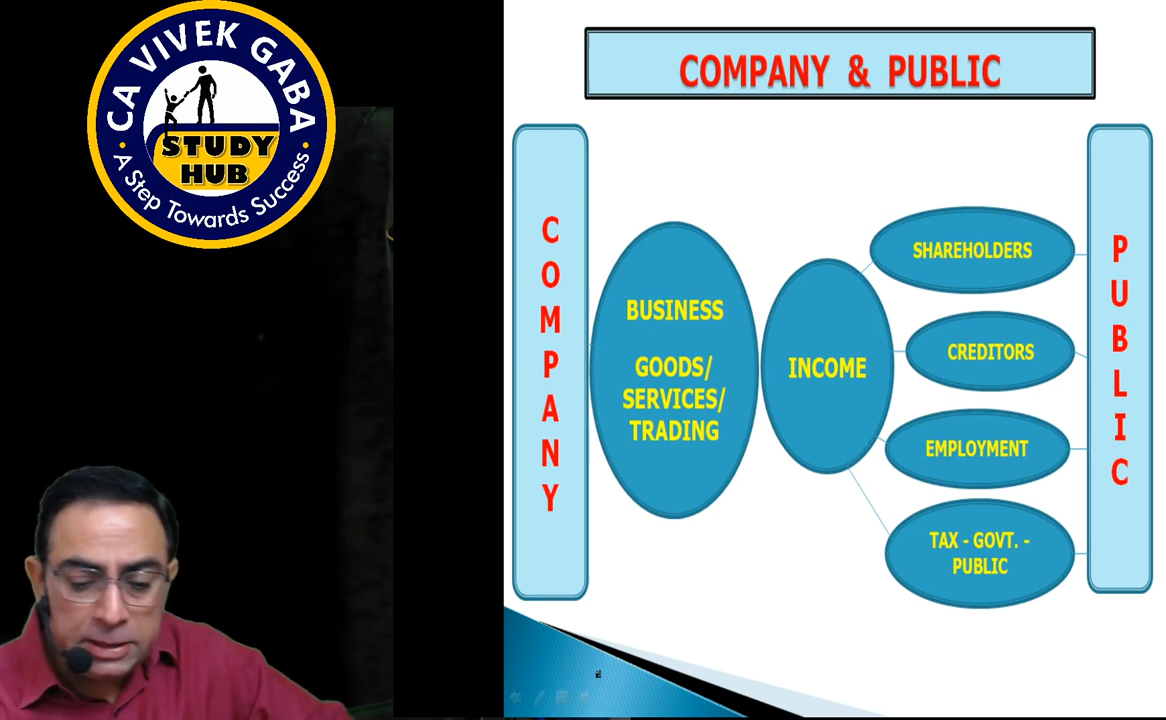 CA VIVEK GABA
STUDY
HUB
A Step Towards Success
COMPANY & PUBLIC
COMPANY
BUSINESS
GOODS/
SERVICES/
TRADING
INCOME
SHAREHOLDERS
CREDITORS
EMPLOYMENT
TAX - GOVT. -
PUBLIC
PUBLIC